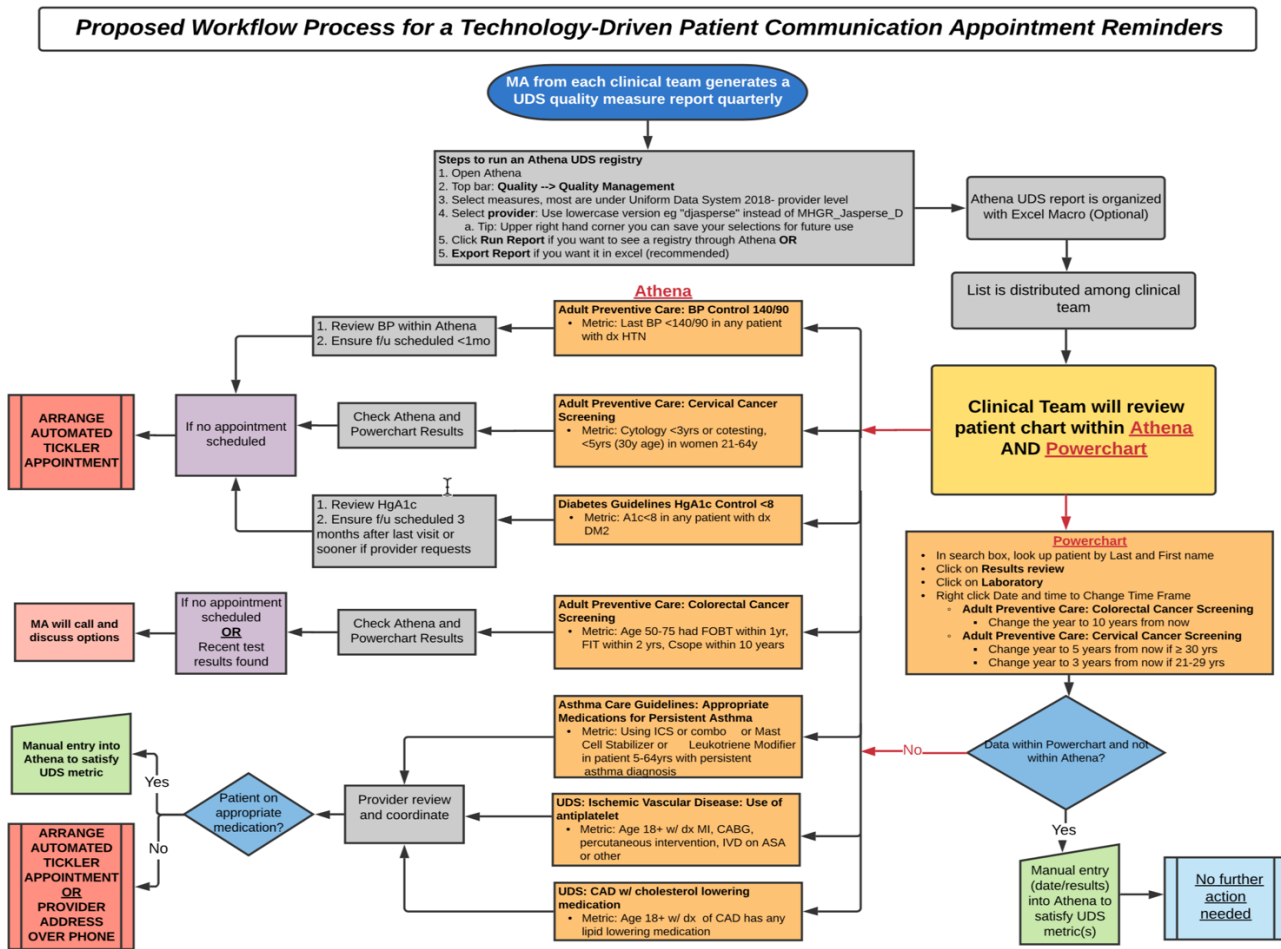 Proposed Workflow Process for a Technology-Driven Patient Communication Appointment Reminders
MA from each clinical team generates a
UDS quality measure report quarterly
Steps to run an Athena UDS registry
1. Open Athena
2. Top bar: Quality --> Quality Management
3. Select measures, most are under Uniform Data System 2018- provider level
4. Select provider: Use lowercase version eg "djasperse" instead of MHGR_Jasperse_D
a. Tip: Upper right hand corner you can save your selections for future use
5. Click Run Report if you want to see a registry through Athena OR
5. Export Report if you want it in excel (recommended)
Athena UDS report is organized
with Excel Macro (Optional)
List is distributed among clinical
team
Clinical Team will review
patient chart within Athena
AND Powerchart
Athena
Adult Preventive Care: BP Control 140/90
• Metric: Last BP <140/90 in any patient
with dx HTN
1. Review BP within Athena
2. Ensure f/u scheduled <1mo
Adult Preventive Care: Cervical Cancer
Screening
• Metric: Cytology <3yrs or cotesting,
<5yrs (30y age) in women 21-64y
Check Athena and
Powerchart Results
If no appointment
scheduled
ARRANGE
AUTOMATED
TICKLER
APPOINTMENT
Diabetes Guidelines HgA1c Control <8
• Metric: A1c<8 in any patient with dx
DM2
1. Review HgA1c
2. Ensure f/u scheduled 3
months after last visit or
sooner if provider requests
Adult Preventive Care: Colorectal Cancer
Screening
• Metric: Age 50-75 had FOBT within 1yr,
FIT within 2 yrs, Csope within 10 years
Check Athena and
Powerchart Results
If no appointment
scheduled
OR
Recent test
results found
MA will call and
discuss options
Asthma Care Guidelines: Appropriate
Medications for Persistent Asthma
• Metric: Using ICS or combo or Mast
Cell Stabilizer or Leukotriene Modifier
in patient 5-64yrs with persistent
asthma diagnosis
UDS: Ischemic Vascular Disease: Use of
antiplatelet
• Metric: Age 18+ w/ dx MI, CABG,
percutaneous intervention, IVD on ASA
or other
UDS: CAD w/ cholesterol lowering
medication
• Metric: Age 18+ w/ dx of CAD has any
lipid lowering medication
Provider review
and coordinate
Patient on
appropriate
medication?
Yes
Manual entry into
Athena to satisfy
UDS metric
No
ARRANGE
AUTOMATED
TICKLER
APPOINTMENT
OR
PROVIDER
ADDRESS
OVER PHONE
Powerchart
• In search box, look up patient by Last and First name
• Click on Results review
• Click on Laboratory
• Right click Date and time to Change Time Frame
◦ Adult Preventive Care: Colorectal Cancer Screening
▪ Change the year to 10 years from now
◦ Adult Preventive Care: Cervical Cancer Screening
▪ Change year to 5 years from now if ≥ 30 yrs
▪ Change year to 3 years from now if 21-29 yrs
Data within Powerchart and not
within Athena?
No
Yes
Manual entry
(date/results)
into Athena to
satisfy UDS
metric(s)
No further
action
needed